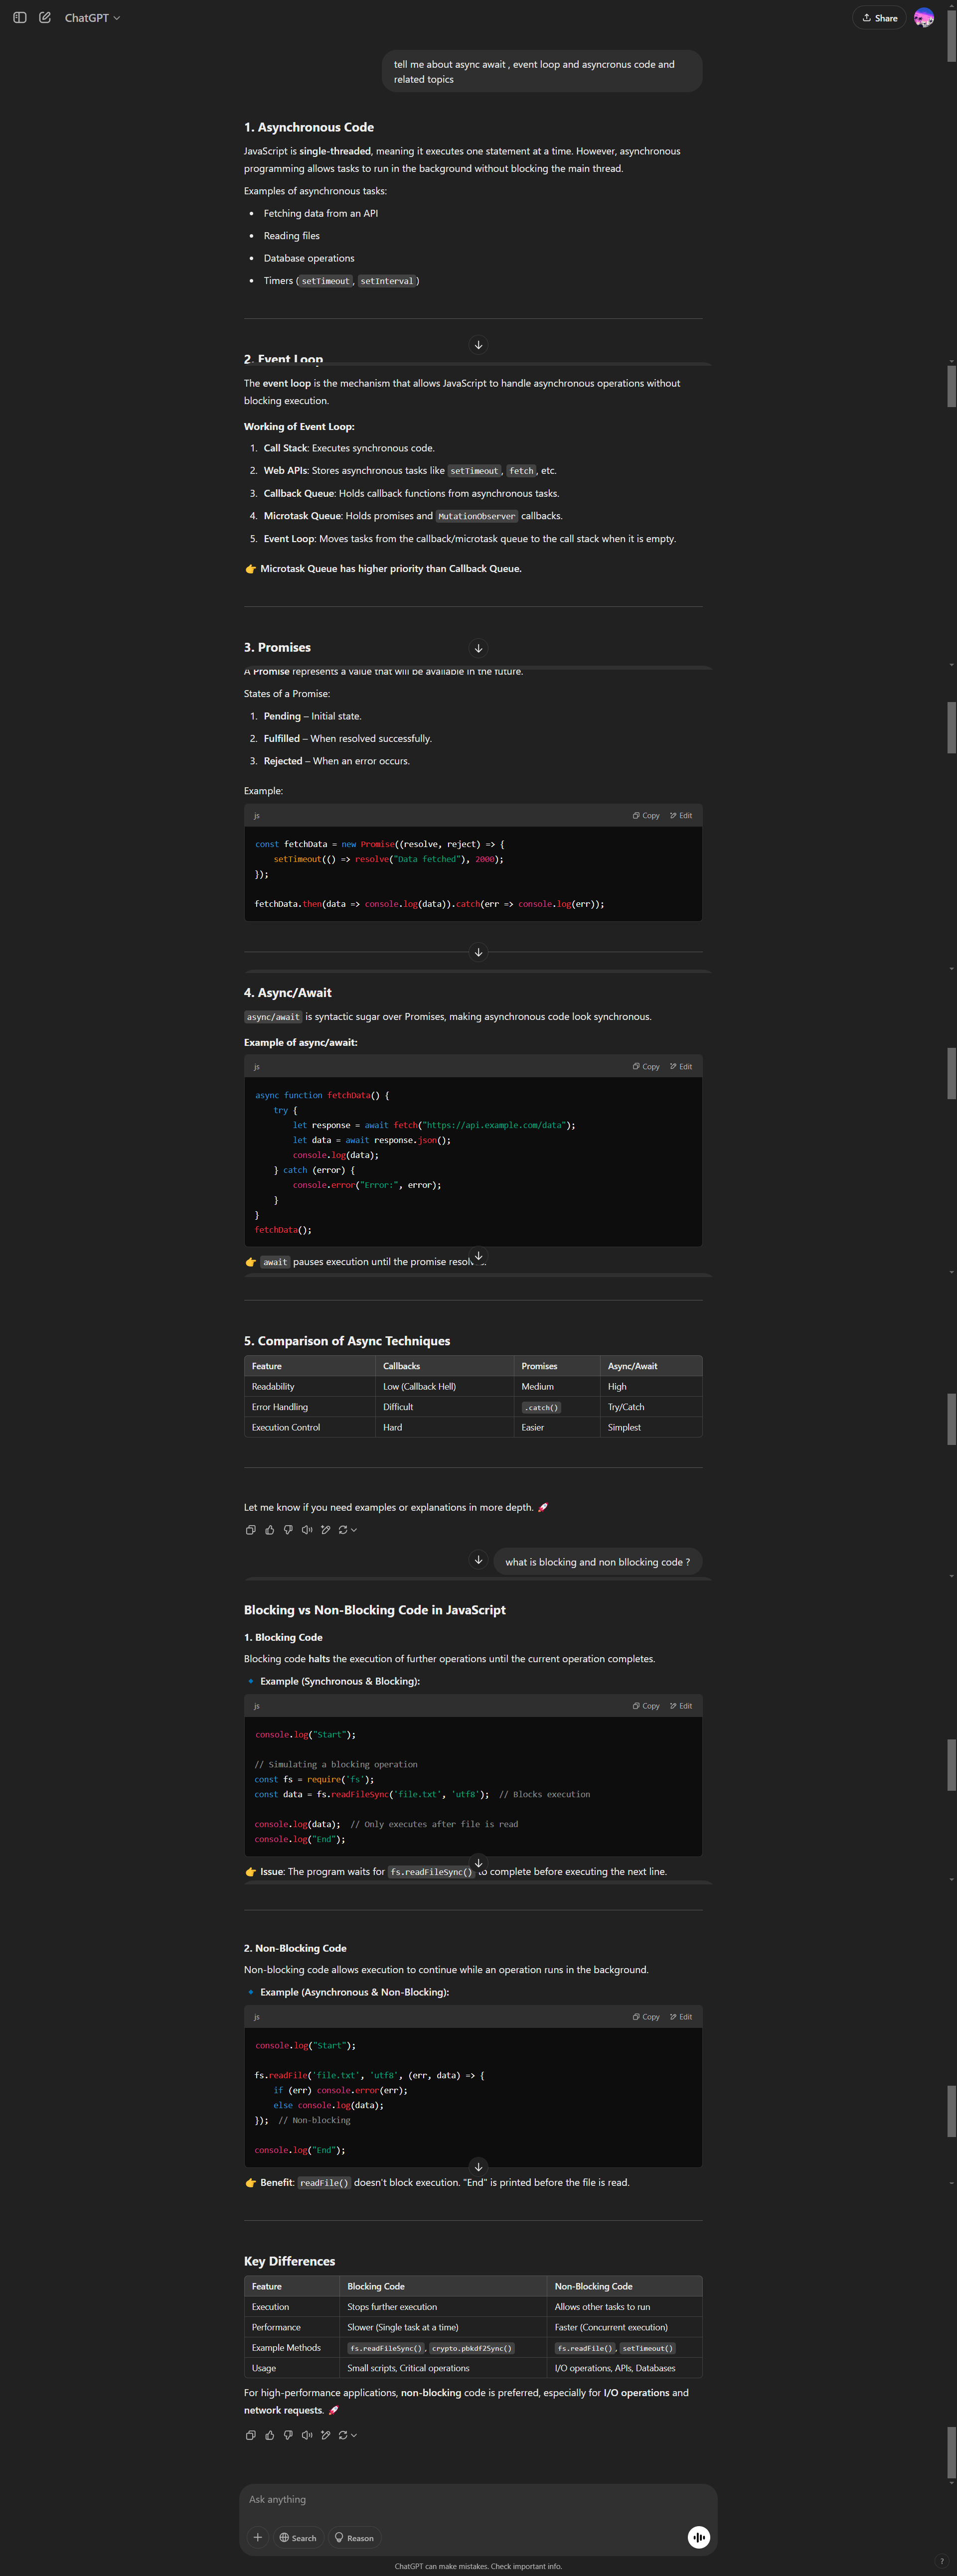 ChatGPT
Share
tell me about async await , event loop and asyncronus code and
related topics
1. Asynchronous Code
JavaScript is single-threaded, meaning it executes one statement at a time. However, asynchronous
programming allows tasks to run in the background without blocking the main thread.
Examples of asynchronous tasks:
• Fetching data from an API
• Reading files
• Database operations
• Timers (setTimeout, setInterval)
2. Event Loop
The event loop is the mechanism that allows JavaScript to handle asynchronous operations without
blocking execution.
Working of Event Loop:
1. Call Stack: Executes synchronous code.
2. Web APIs: Stores asynchronous tasks like setTimeout, fetch, etc.
3. Callback Queue: Holds callback functions from asynchronous tasks.
4. Microtask Queue: Holds promises and MutationObserver callbacks.
5. Event Loop: Moves tasks from the callback/microtask queue to the call stack when it is empty.
👉 Microtask Queue has higher priority than Callback Queue.
3. Promises
A Promise represents a value that will be available in the future.
States of a Promise:
1. Pending – Initial state.
2. Fulfilled – When resolved successfully.
3. Rejected – When an error occurs.
Example:
js Copy Edit
const fetchData = new Promise((resolve, reject) => {
    setTimeout(() => resolve("Data fetched"), 2000);
});
fetchData.then(data => console.log(data)).catch(err => console.log(err));
4. Async/Await
async/await is syntactic sugar over Promises, making asynchronous code look synchronous.
Example of async/await:
js Copy Edit
async function fetchData() {
    try {
        let response = await fetch("https://api.example.com/data");
        let data = await response.json();
        console.log(data);
    } catch (error) {
        console.error("Error:", error);
    }
}
fetchData();
👉 await pauses execution until the promise
5. Comparison of Async Techniques
Feature Callbacks Promises Async/Await
Readability Low (Callback Hell) Medium High
Error Handling Difficult .catch() Try/Catch
Execution Control Hard Easier Simplest
Let me know if you need examples or explanations in more depth. 🚀
what is blocking and non bllocking code ?
Blocking vs Non-Blocking Code in JavaScript
1. Blocking Code
Blocking code halts the execution of further operations until the current operation completes.
🔹 Example (Synchronous & Blocking):
js Copy Edit
console.log("Start");
// Simulating a blocking operation
const fs = require('fs');
const data = fs.readFileSync('file.txt', 'utf8');  // Blocks execution
console.log(data);  // Only executes after file is read
console.log("End");
👉 Issue: The program waits for fs.readFileSync() to complete before executing the next line.
2. Non-Blocking Code
Non-blocking code allows execution to continue while an operation runs in the background.
🔹 Example (Asynchronous & Non-Blocking):
js Copy Edit
console.log("Start");
fs.readFile('file.txt', 'utf8', (err, data) => {
    if (err) console.error(err);
    else console.log(data);
});  // Non-blocking
console.log("End");
👉 Benefit: readFile() doesn't block execution. "End" is printed before the file is read.
Key Differences
Feature Blocking Code Non-Blocking Code
Execution Stops further execution Allows other tasks to run
Performance Slower (Single task at a time) Faster (Concurrent execution)
Example Methods fs.readFileSync(), crypto.pbkdf2Sync() fs.readFile(), setTimeout()
Usage Small scripts, Critical operations I/O operations, APIs, Databases
For high-performance applications, non-blocking code is preferred, especially for I/O operations and
network requests. 🚀
Ask anything
Search Reason
ChatGPT can make mistakes. Check important info.
?